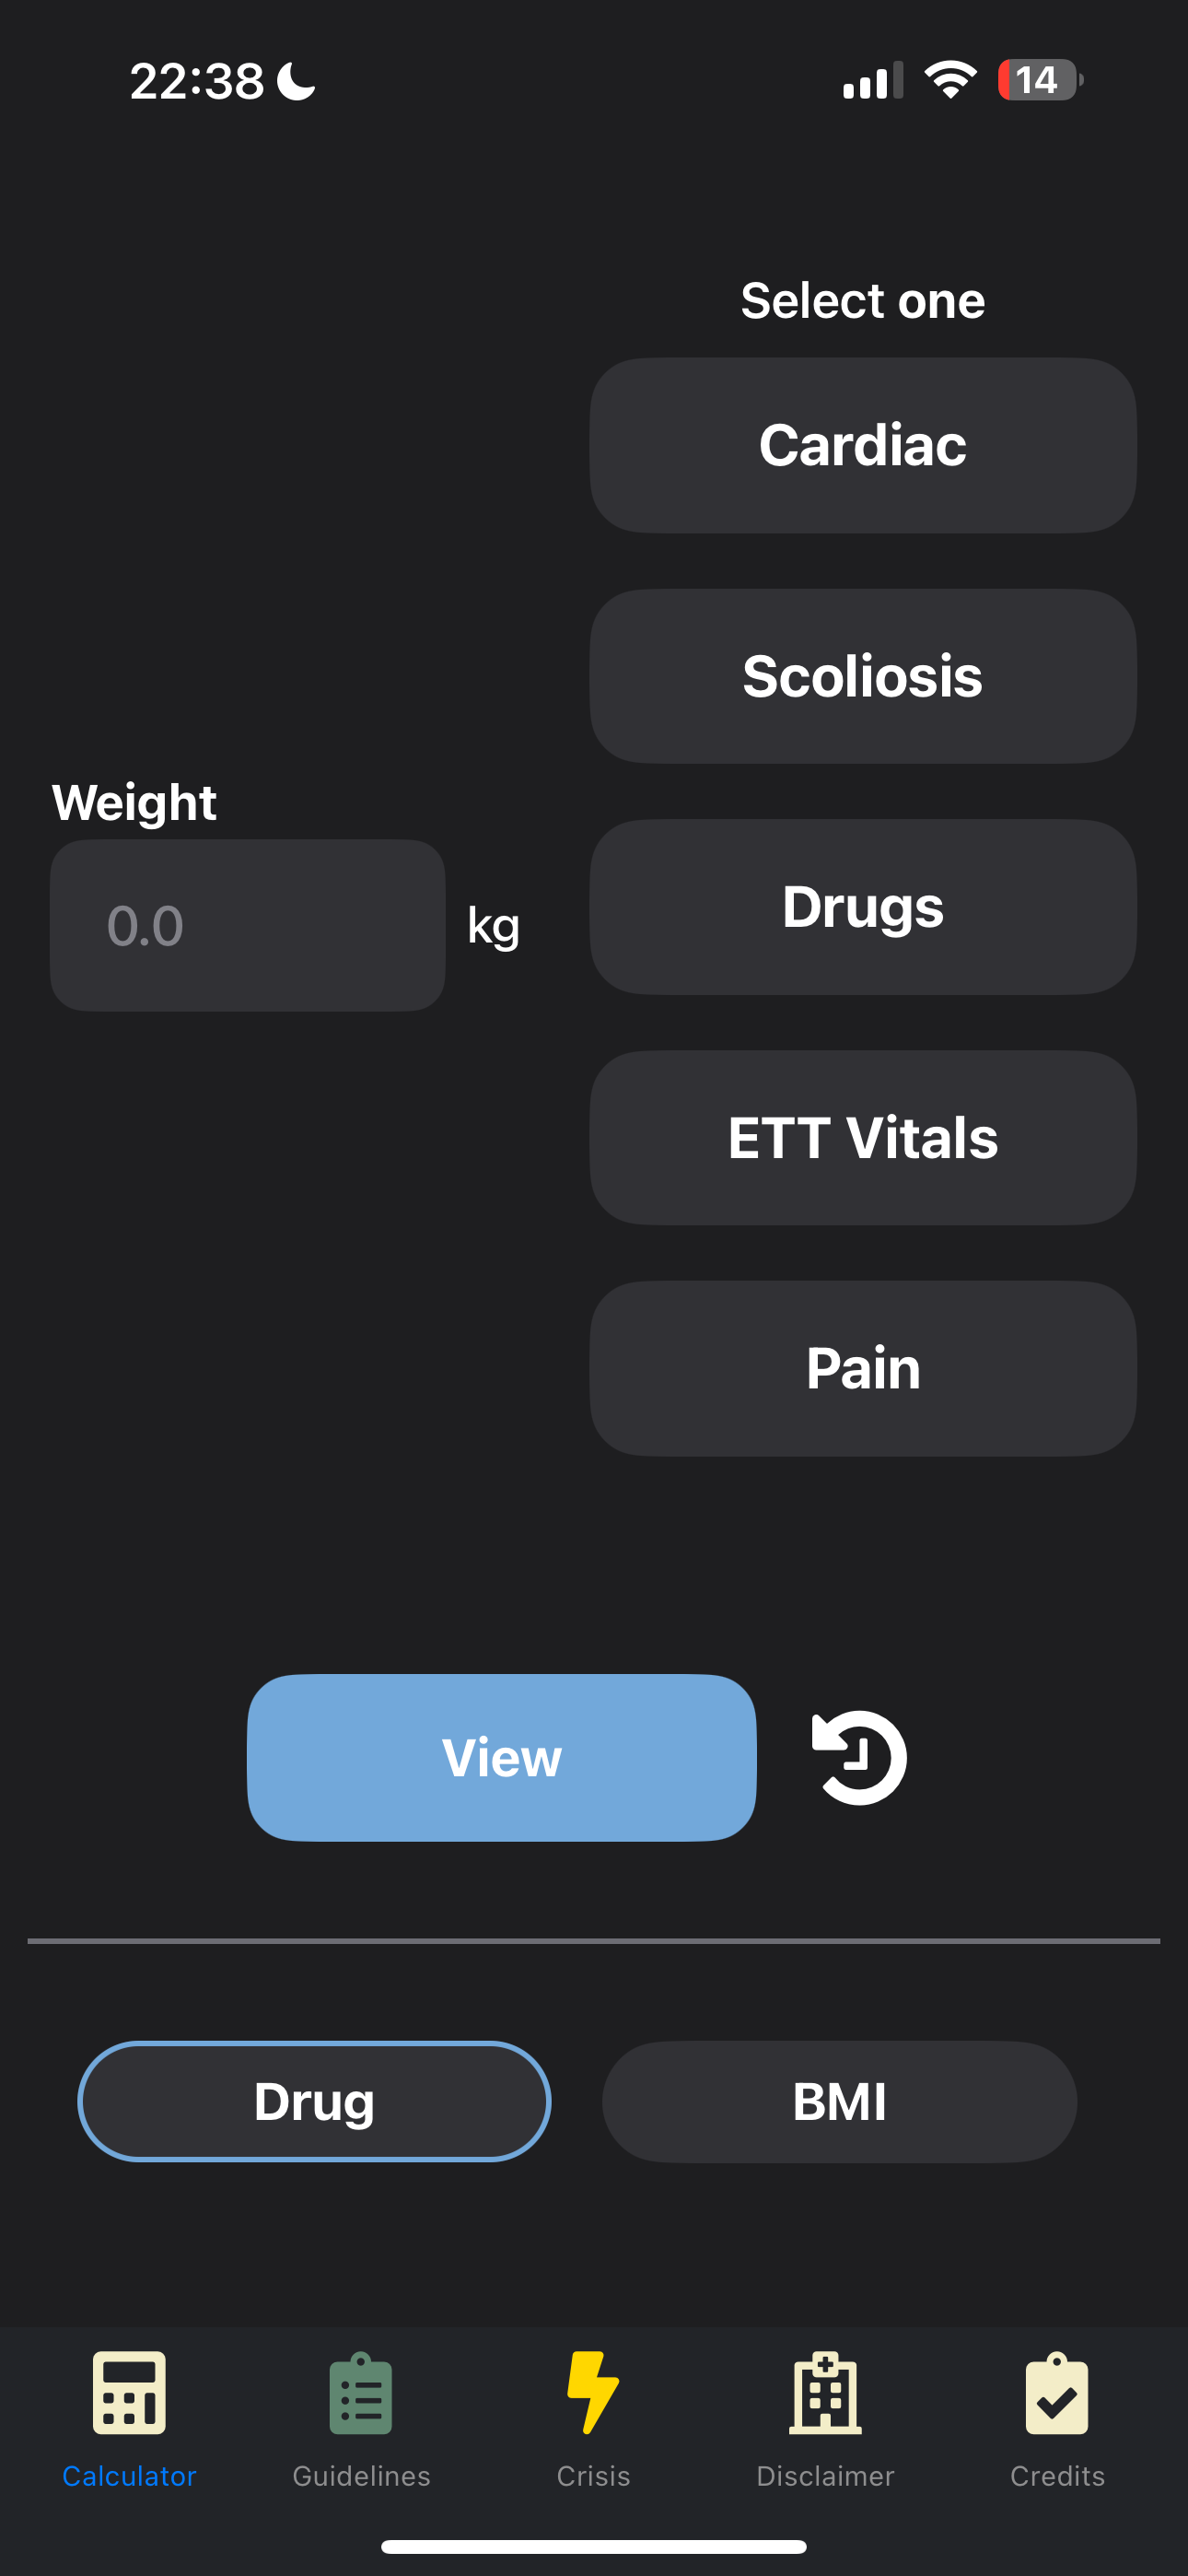 22:38
14
Select one
Cardiac
Scoliosis
Weight
0.0 kg
Drugs
ETT Vitals
Pain
View
Drug
BMI
Calculator
Guidelines
Crisis
Disclaimer
Credits